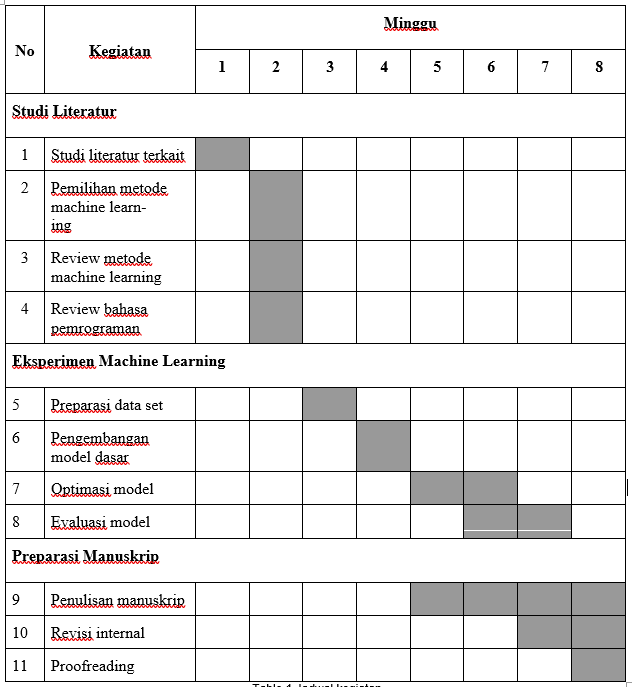 No Kegiatan Minggu
1 2 3 4 5 6 7 8
Studi Literatur
1 Studi literatur terkait
2 Pemilihan metode
machine learn-
ing
3 Review metode
machine learning
4 Review bahasa
pemrograman
Eksperimen Machine Learning
5 Preparasi data set
6 Pengembangan
model dasar
7 Optimasi model
8 Evaluasi model
Preparasi Manuskrip
9 Penulisan manuskrip
10 Revisi internal
11 Proofreading
Table 4 Jadwal kegiatan